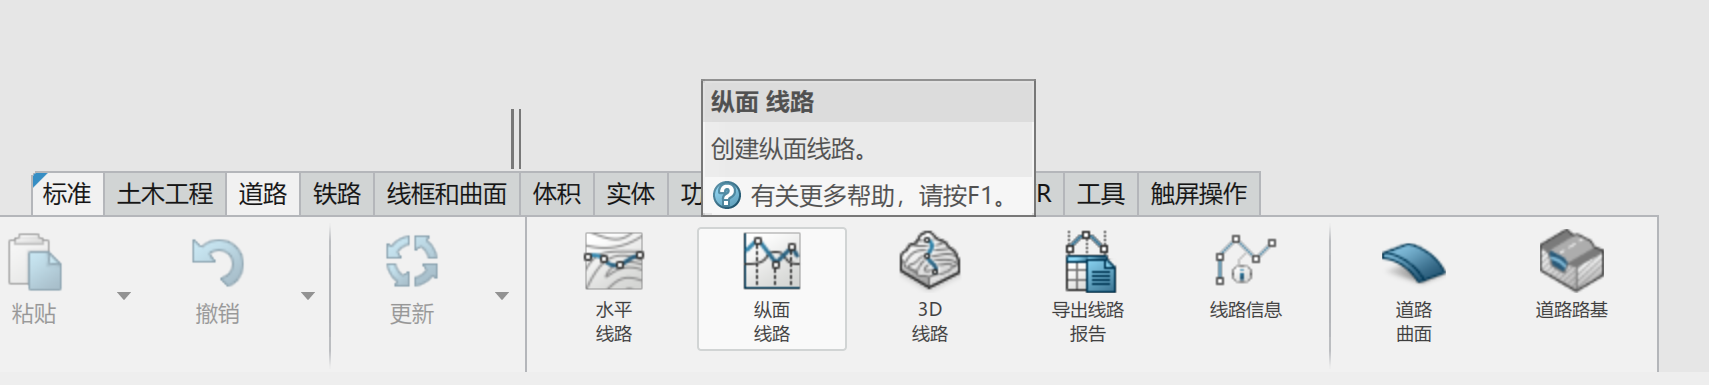 纵面 线路
创建纵面线路。
有关更多帮助，请按F1。
标准 土木工程 道路 铁路 线框和曲面 体积 实体 功 R 工具 触屏操作
粘贴 撤销 更新
水平
线路
纵面
线路
3D
线路
导出线路
报告
线路信息
道路
曲面
道路路基